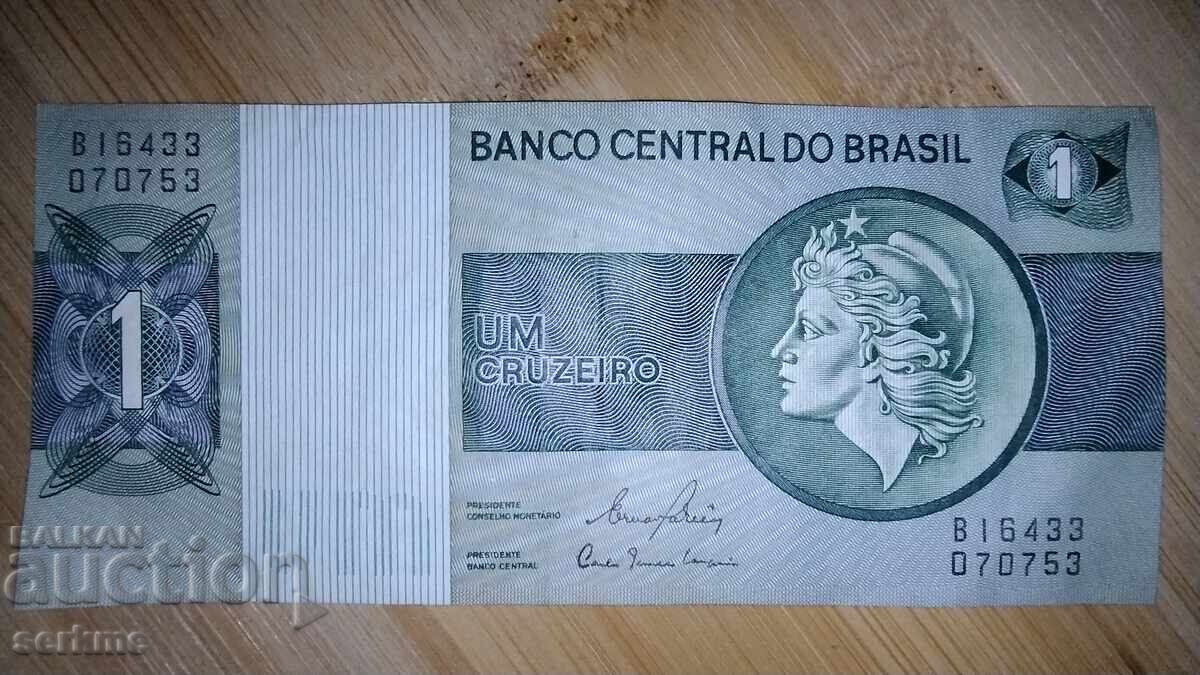 B16433
070753
BANCO CENTRAL DO BRASIL
1
1
UM
CRUZEIRO
PRESIDENTE
CONSELHO MONETÁRIO
PRESIDENTE
BANCO CENTRAL
B16433
070753
BALKAN
auction
serkme